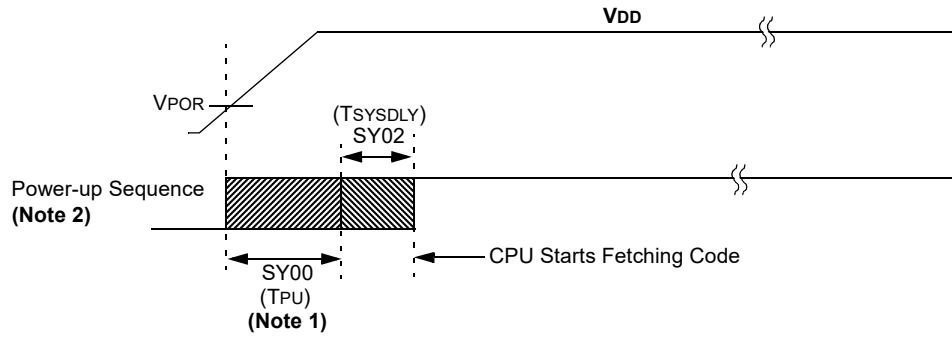 VDD
VPOR
(TSYSDLY)
SY02
Power-up Sequence
(Note 2)
CPU Starts Fetching Code
SY00
(TPU)
(Note 1)